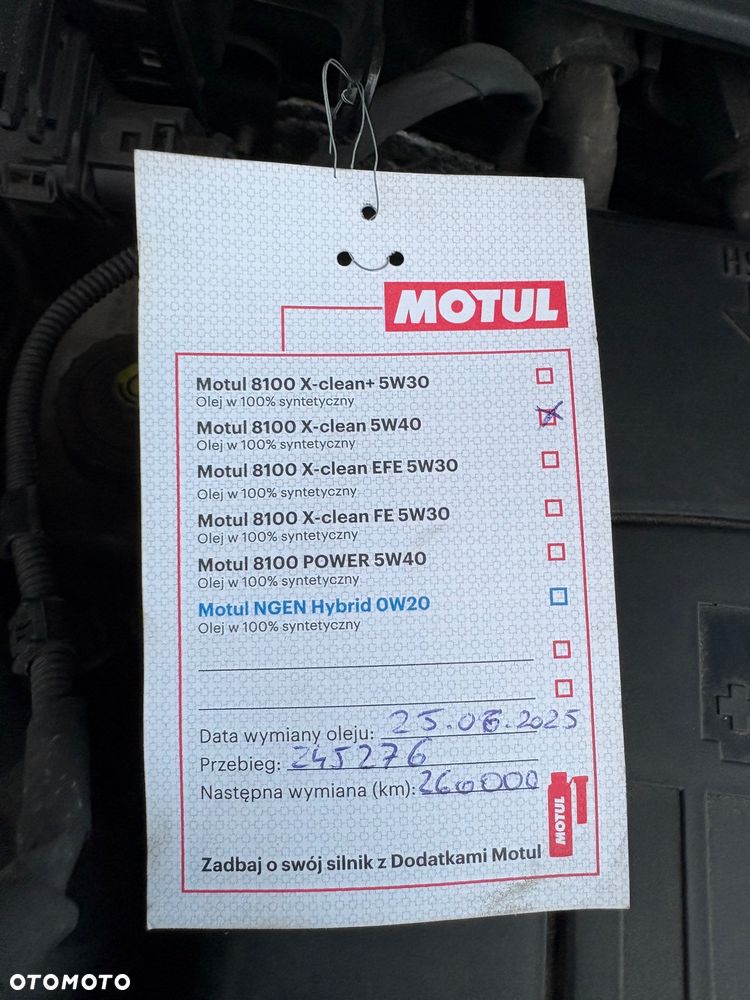 MOTUL
Motul 8100 X-clean+ 5W30
Olej w 100% syntetyczny
Motul 8100 X-clean 5W40
Olej w 100% syntetyczny
Motul 8100 X-clean EFE 5W30
Olej w 100% syntetyczny
Motul 8100 X-clean FE 5W30
Olej w 100% syntetyczny
Motul 8100 POWER 5W40
Olej w 100% syntetyczny
Motul NGEN Hybrid 0W20
Olej w 100% syntetyczny
Data wymiany oleju: 25.06.2025
Przebieg: 245276
Następna wymiana (km): 260000
MOTUL
Zadbaj o swój silnik z Dodatkami Motul
OTOMOTO